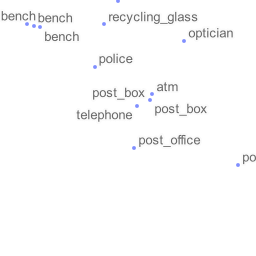 bench
bench
recycling_glass
optician
bench
police
atm
post_box
post_box
telephone
post_office
po